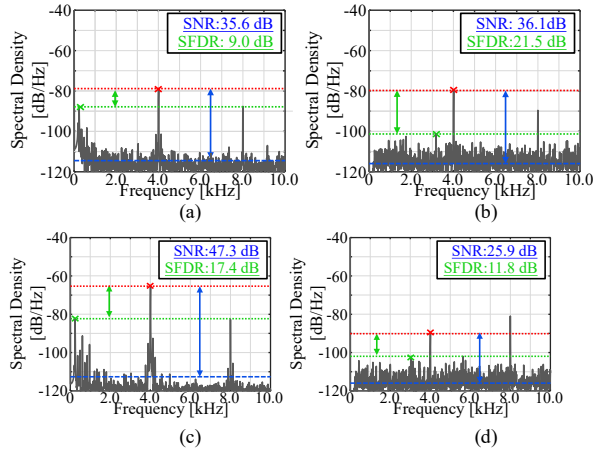 -40
-60
-80
-100
-120
Spectral Density
[dB/Hz]
SNR:35.6 dB
SFDR: 9.0 dB
0 2.0 4.0 6.0 8.0 10.0
Frequency [kHz]
(a)
-40
-60
-80
-100
-120
Spectral Density
[dB/Hz]
SNR: 36.1dB
SFDR:21.5 dB
0 2.0 4.0 6.0 8.0 10.0
Frequency [kHz]
(b)
-40
-60
-80
-100
-120
Spectral Density
[dB/Hz]
SNR:47.3 dB
SFDR:17.4 dB
0 2.0 4.0 6.0 8.0 10.0
Frequency [kHz]
(c)
-40
-60
-80
-100
-120
Spectral Density
[dB/Hz]
SNR:25.9 dB
SFDR:11.8 dB
0 2.0 4.0 6.0 8.0 10.0
Frequency [kHz]
(d)